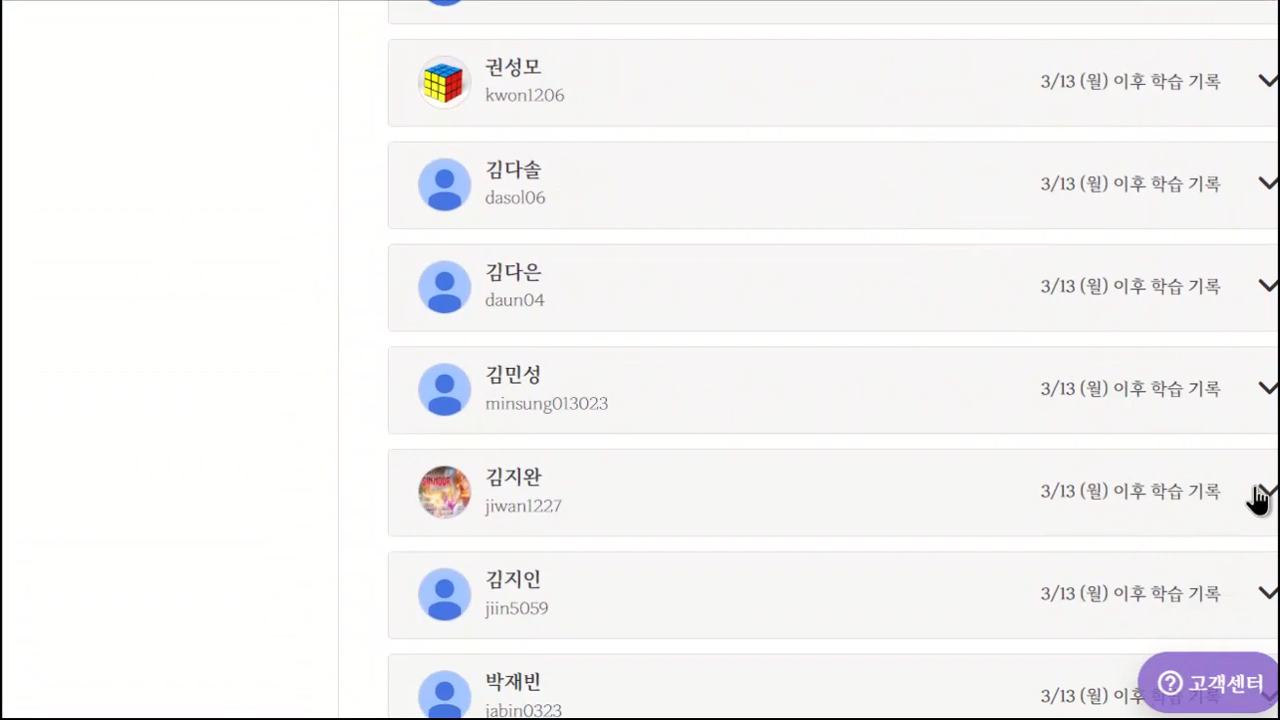 권성모
kwon1206
3/13 (월) 이후 학습 기록
김다솔
dasol06
3/13 (월) 이후 학습 기록
김다은
daun04
3/13 (월) 이후 학습 기록
김민성
minsung013023
3/13 (월) 이후 학습 기록
김지완
jiwan1227
3/13 (월) 이후 학습 기록
김지인
jiin5059
3/13 (월) 이후 학습 기록
박재빈
jabin0323
3/13 (월) 이후 학습 기록
고객센터